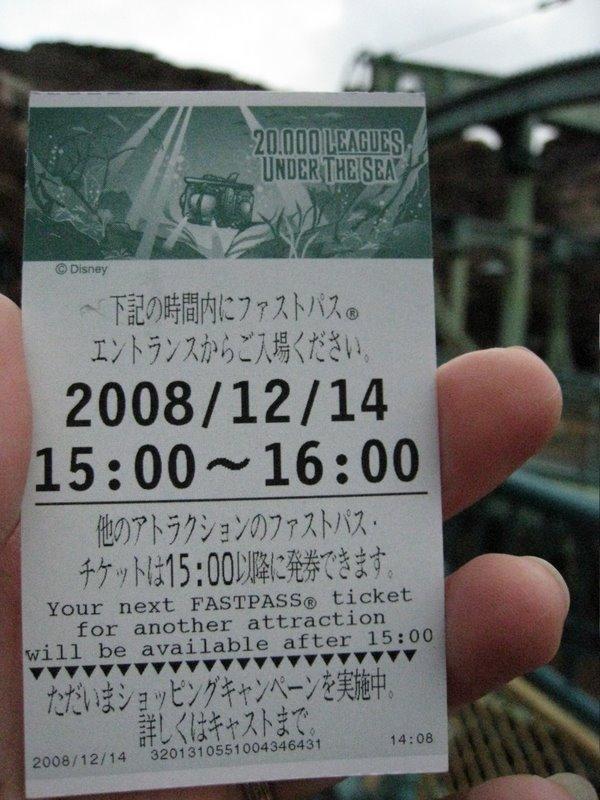 20,000 LEAGUES
UNDER THE SEA
© Disney
下記の時間内にファストパス®
エントランスからご入場ください。
2008/12/14
15:00〜16:00
他のアトラクションのファストパス・
チケットは15:00以降に発券できます。
Your next FASTPASS® ticket
for another attraction
will be available after 15:00
▼▼▼▼▼▼▼▼▼▼▼▼▼▼▼▼▼▼▼▼▼▼▼▼▼▼
ただいまショッピングキャンペーンを実施中。
詳しくはキャストまで。
2008/12/14 3201310551004346431 14:08